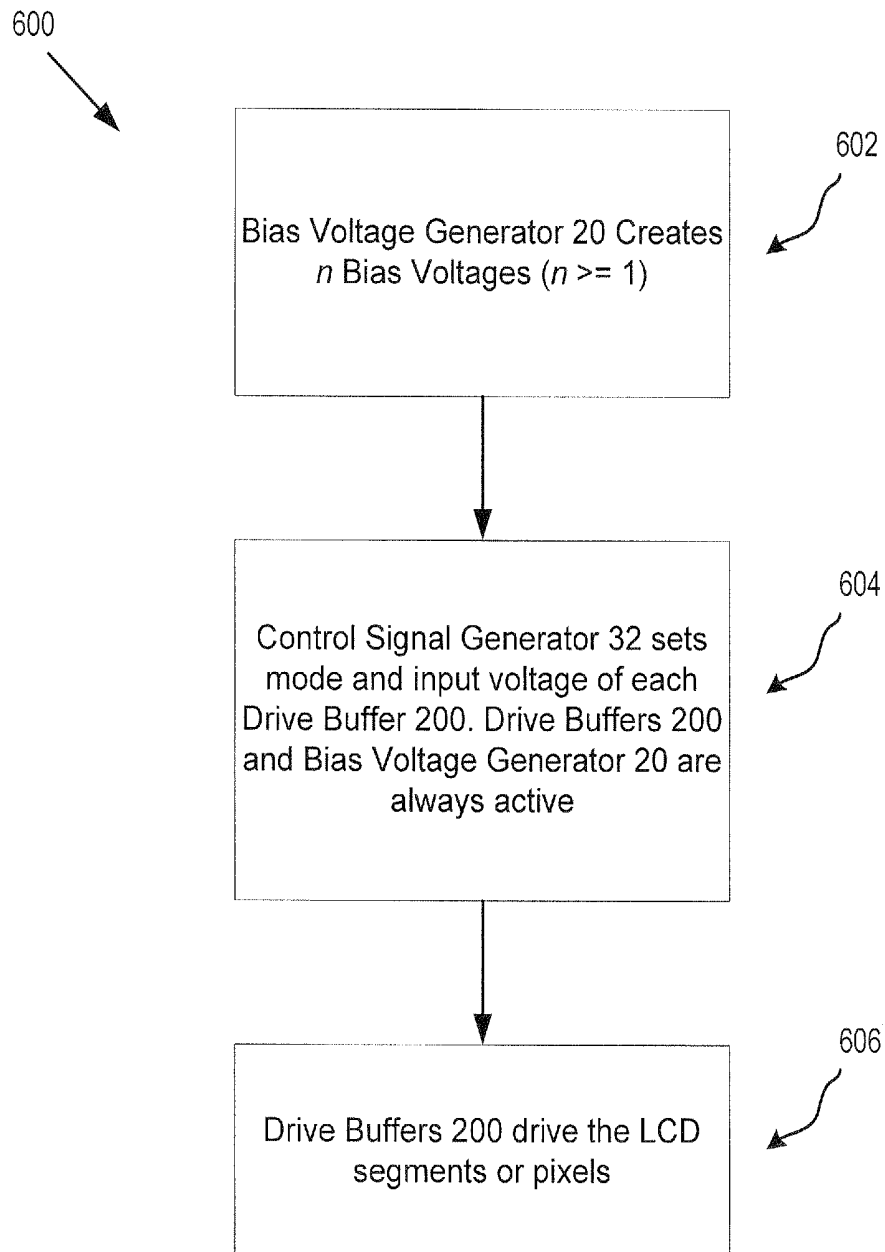 600
602
Bias Voltage Generator 20 Creates
n Bias Voltages (n >= 1)
604
Control Signal Generator 32 sets
mode and input voltage of each
Drive Buffer 200. Drive Buffers 200
and Bias Voltage Generator 20 are
always active
606
Drive Buffers 200 drive the LCD
segments or pixels